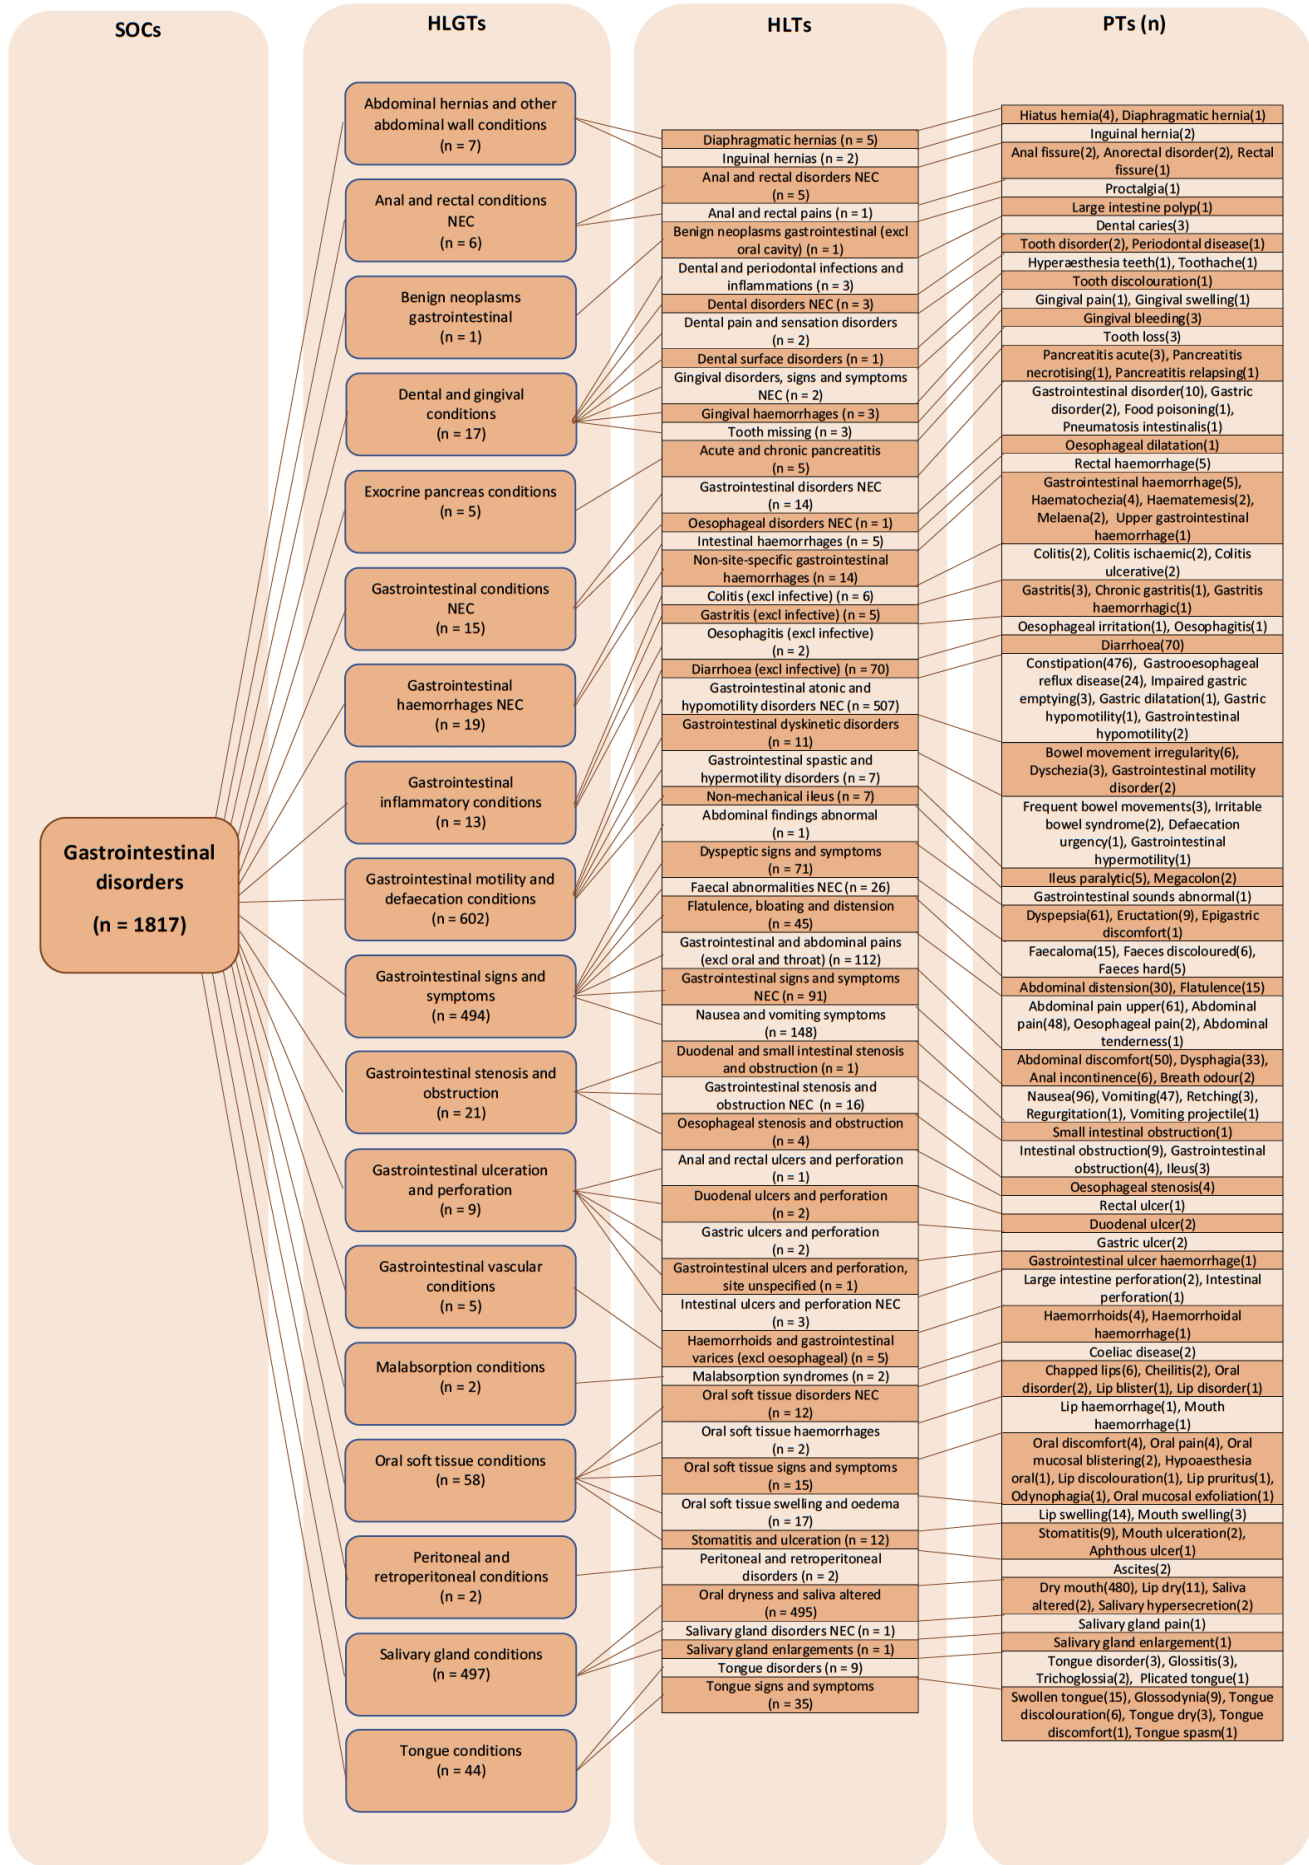 SOCs
Gastrointestinal
disorders
(n = 1817)
HLGTs
Abdominal hernias and other
abdominal wall conditions
(n = 7)
Anal and rectal conditions
NEC
(n = 6)
Benign neoplasms
gastrointestinal
(n = 1)
Dental and gingival
conditions
(n = 17)
Exocrine pancreas conditions
(n = 5)
Gastrointestinal conditions
NEC
(n = 15)
Gastrointestinal
haemorrhages NEC
(n = 19)
Gastrointestinal
inflammatory conditions
(n = 13)
Gastrointestinal motility and
defaecation conditions
(n = 602)
Gastrointestinal signs and
symptoms
(n = 494)
Gastrointestinal stenosis and
obstruction
(n = 21)
Gastrointestinal ulceration
and perforation
(n = 9)
Gastrointestinal vascular
conditions
(n = 5)
Malabsorption conditions
(n = 2)
Oral soft tissue conditions
(n = 58)
Peritoneal and
retroperitoneal conditions
(n = 2)
Salivary gland conditions
(n = 497)
Tongue conditions
(n = 44)
HLTs
Diaphragmatic hernias (n = 5)
Inguinal hernias (n = 2)
Anal and rectal disorders NEC
(n = 5)
Anal and rectal pains (n = 1)
Benign neoplasms gastrointestinal (excl
oral cavity) (n = 1)
Dental and periodontal infections and
inflammations (n = 3)
Dental disorders NEC (n = 3)
Dental pain and sensation disorders
(n = 2)
Dental surface disorders (n = 1)
Gingival disorders, signs and symptoms
NEC (n = 2)
Gingival haemorrhages (n = 3)
Tooth missing (n = 3)
Acute and chronic pancreatitis
(n = 5)
Gastrointestinal disorders NEC
(n = 14)
Oesophageal disorders NEC (n = 1)
Intestinal haemorrhages (n = 5)
Non-site-specific gastrointestinal
haemorrhages (n = 14)
Colitis (excl infective) (n = 6)
Gastritis (excl infective) (n = 5)
Oesophagitis (excl infective)
(n = 2)
Diarrhoea (excl infective) (n = 70)
Gastrointestinal atonic and
hypomotility disorders NEC (n = 507)
Gastrointestinal dyskinetic disorders
(n = 11)
Gastrointestinal spastic and
hypermotility disorders (n = 7)
Non-mechanical ileus (n = 7)
Abdominal findings abnormal
(n = 1)
Dyspeptic signs and symptoms
(n = 71)
Faecal abnormalities NEC (n = 26)
Flatulence, bloating and distension
(n = 45)
Gastrointestinal and abdominal pains
(excl oral and throat) (n = 112)
Gastrointestinal signs and symptoms
NEC (n = 91)
Nausea and vomiting symptoms
(n = 148)
Duodenal and small intestinal stenosis
and obstruction (n = 1)
Gastrointestinal stenosis and
obstruction NEC (n = 16)
Oesophageal stenosis and obstruction
(n = 4)
Anal and rectal ulcers and perforation
(n = 1)
Duodenal ulcers and perforation
(n = 2)
Gastric ulcers and perforation
(n = 2)
Gastrointestinal ulcers and perforation,
site unspecified (n = 1)
Intestinal ulcers and perforation NEC
(n = 3)
Haemorrhoids and gastrointestinal
varices (excl oesophageal) (n = 5)
Malabsorption syndromes (n = 2)
Oral soft tissue disorders NEC
(n = 12)
Oral soft tissue haemorrhages
(n = 2)
Oral soft tissue signs and symptoms
(n = 15)
Oral soft tissue swelling and oedema
(n = 17)
Stomatitis and ulceration (n = 12)
Peritoneal and retroperitoneal
disorders (n = 2)
Oral dryness and saliva altered
(n = 495)
Salivary gland disorders NEC (n = 1)
Salivary gland enlargements (n = 1)
Tongue disorders (n = 9)
Tongue signs and symptoms
(n = 35)
PTs (n)
Hiatus hernia(4), Diaphragmatic hernia(1)
Inguinal hernia(2)
Anal fissure(2), Anorectal disorder(2), Rectal
fissure(1)
Proctalgia(1)
Large intestine polyp(1)
Dental caries(3)
Tooth disorder(2), Periodontal disease(1)
Hyperæsthesia teeth(1), Toothache(1)
Tooth discolouration(1)
Gingival pain(1), Gingival swelling(1)
Gingival bleeding(3)
Tooth loss(3)
Pancreatitis acute(3), Pancreatitis
necrotising(1), Pancreatitis relapsing(1)
Gastrointestinal disorder(10), Gastric
disorder(2), Food poisoning(1),
Pneumatosis intestinalis(1)
Oesophageal dilatation(1)
Rectal haemorrhage(5)
Gastrointestinal haemorrhage(5),
Haematochezia(4), Haematemesis(2),
Melaena(2), Upper gastrointestinal
haemorrhage(1)
Colitis(2), Colitis ischaemic(2), Colitis
ulcerative(2)
Gastritis(3), Chronic gastritis(1), Gastritis
haemorrhagic(1)
Oesophageal irritation(1), Oesophagitis(1)
Diarrhoea(70)
Constipation(476), Gastrooesophageal
reflux disease(24), Impaired gastric
emptying(3), Gastric dilatation(1), Gastric
hypomotility(1), Gastrointestinal
hypomotility(2)
Bowel movement irregularity(6),
Dyschezia(3), Gastrointestinal motility
disorder(2)
Frequent bowel movements(3), Irritable
bowel syndrome(2), Defaecation
urgency(1), Gastrointestinal
hypermotility(1)
Ileus paralytic(5), Megacolon(2)
Gastrointestinal sounds abnormal(1)
Dyspepsia(61), Eructation(9), Epigastric
discomfort(1)
Faecaloma(15), Faeces discoloured(6),
Faeces hard(5)
Abdominal distension(30), Flatulence(15)
Abdominal pain upper(61), Abdominal
pain(48), Oesophageal pain(2), Abdominal
tenderness(1)
Abdominal discomfort(50), Dysphagia(33),
Anal incontinence(6), Breath odour(2)
Nausea(96), Vomiting(47), Retching(3),
Regurgitation(1), Vomiting projectile(1)
Small intestinal obstruction(1)
Intestinal obstruction(9), Gastrointestinal
obstruction(4), Ileus(3)
Oesophageal stenosis(4)
Rectal ulcer(1)
Duodenal ulcer(2)
Gastric ulcer(2)
Gastrointestinal ulcer haemorrhage(1)
Large intestine perforation(2), Intestinal
perforation(1)
Haemorrhoids(4), Haemorrhoidal
haemorrhage(1)
Coeliac disease(2)
Chapped lips(6), Cheilitis(2), Oral
disorder(2), Lip blister(1), Lip disorder(1)
Lip haemorrhage(1), Mouth
haemorrhage(1)
Oral discomfort(4), Oral pain(4), Oral
mucosal blistering(2), Hypoaesthesia
oral(1), Lip discolouration(1), Lip pruritus(1),
Odynophagia(1), Oral mucosal exfoliation(1)
Lip swelling(14), Mouth swelling(3)
Stomatitis(9), Mouth ulceration(2),
Aphthous ulcer(1)
Ascites(2)
Dry mouth(480), Lip dry(11), Saliva
altered(2), Salivary hypersecretion(2)
Salivary gland pain(1)
Salivary gland enlargement(1)
Tongue disorder(3), Glossitis(3),
Trichoglossia(2), Plicated tongue(1)
Swollen tongue(15), Glossodynia(9), Tongue
discolouration(6), Tongue dry(3), Tongue
discomfort(1), Tongue spasm(1)